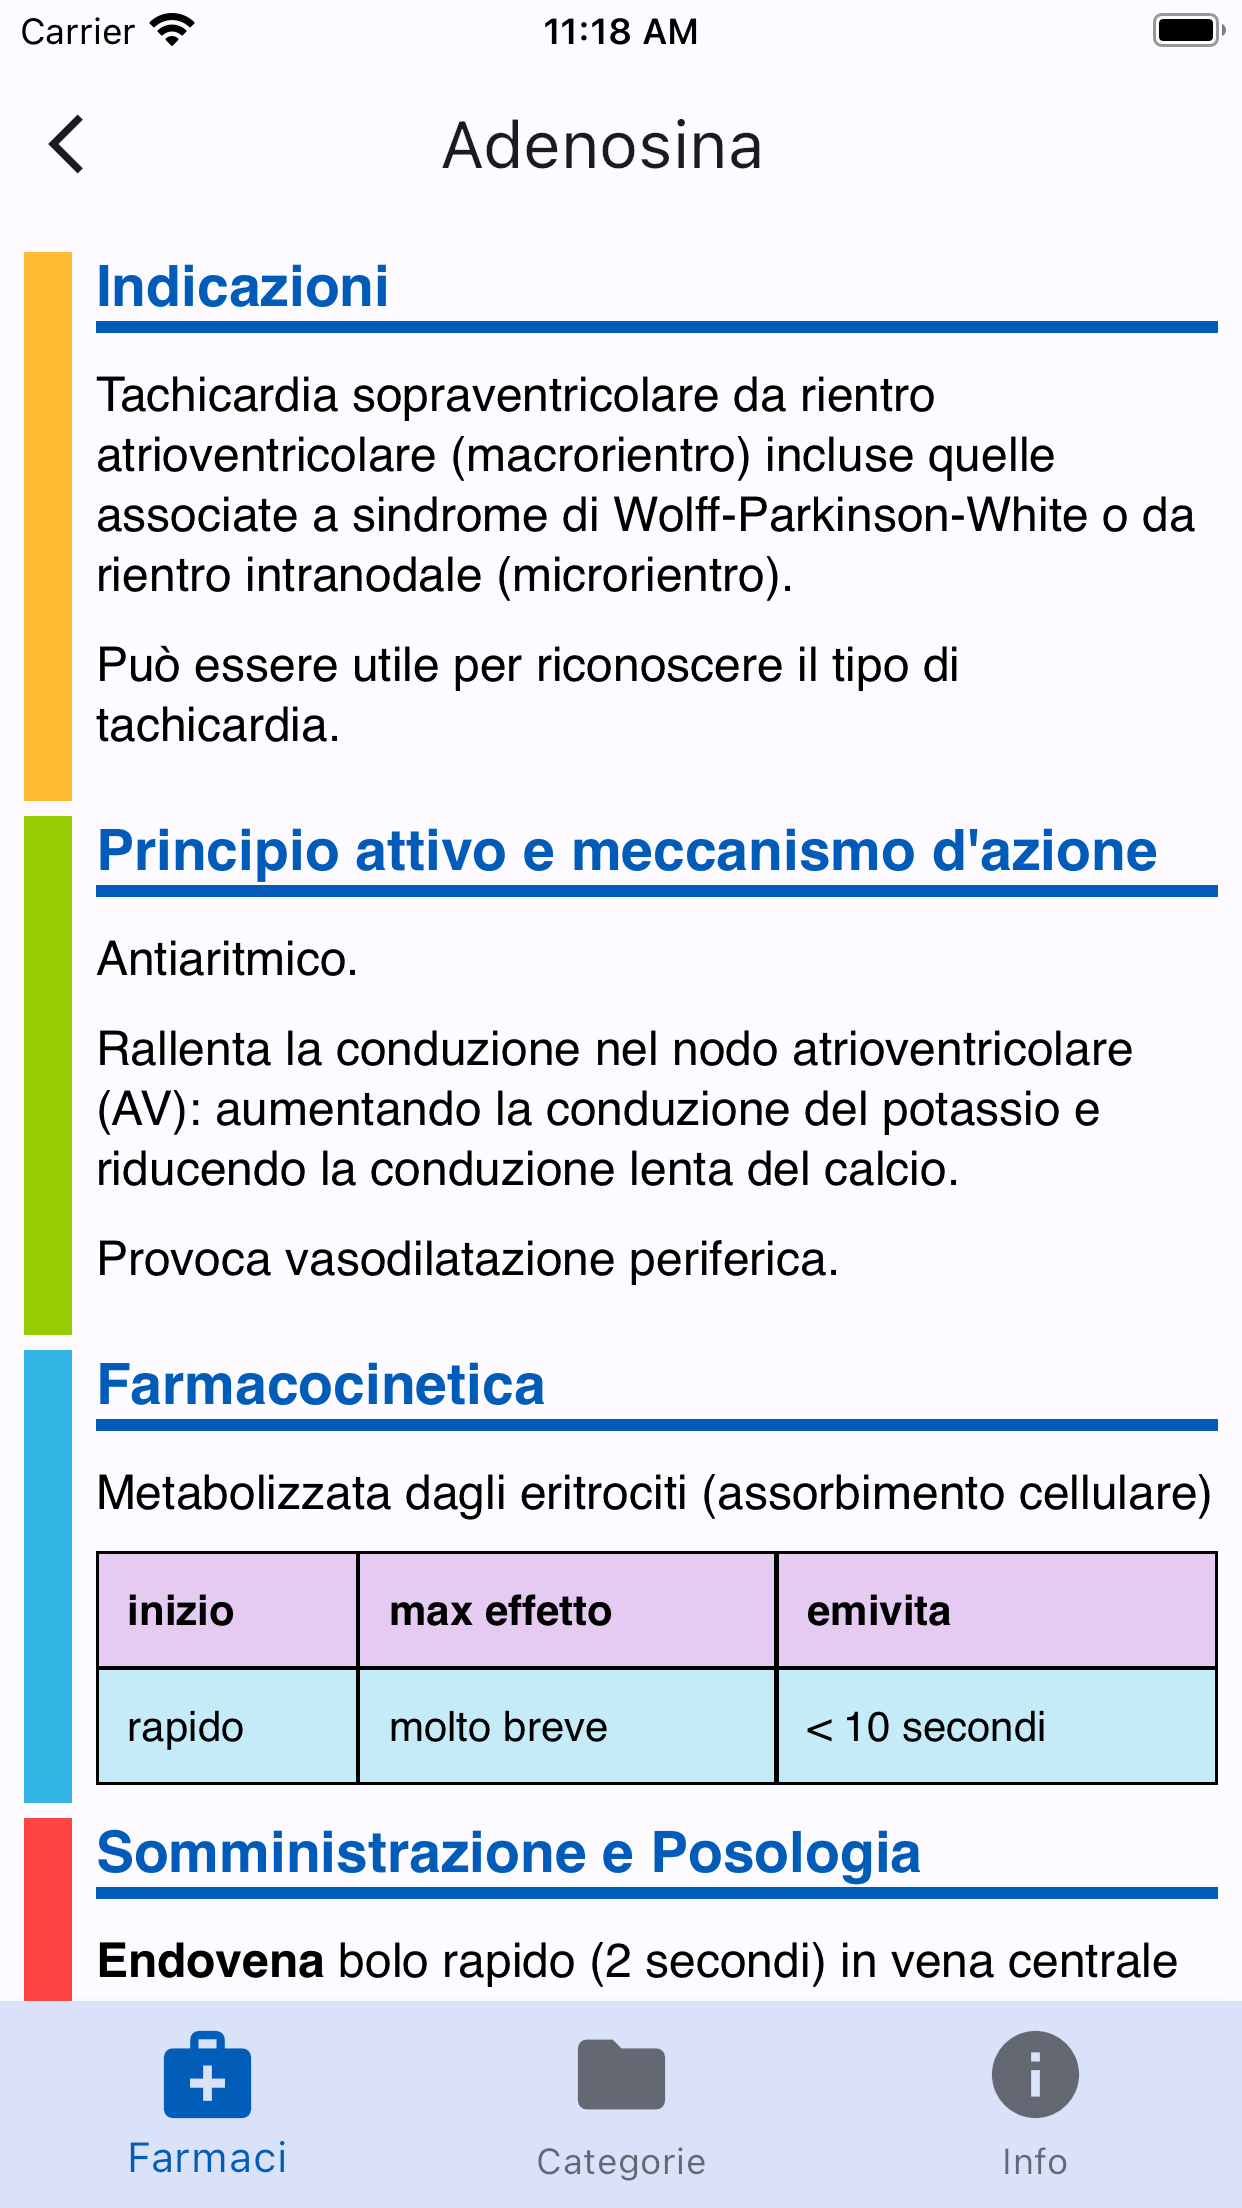 Carrier
11:18 AM
Adenosina
Indicazioni
Tachicardia sopraventricolare da rientro
atrioventricolare (macrorientro) incluse quelle
associate a sindrome di Wolff-Parkinson-White o da
rientro intranodale (microrientro).
Può essere utile per riconoscere il tipo di
tachicardia.
Principio attivo e meccanismo d'azione
Antiaritmico.
Rallenta la conduzione nel nodo atrioventricolare
(AV): aumentando la conduzione del potassio e
riducendo la conduzione lenta del calcio.
Provoca vasodilatazione periferica.
Farmacocinetica
Metabolizzata dagli eritrociti (assorbimento cellulare)
inizio max effetto emivita
rapido molto breve < 10 secondi
Somministrazione e Posologia
Endovena bolo rapido (2 secondi) in vena centrale
Farmaci Categorie Info